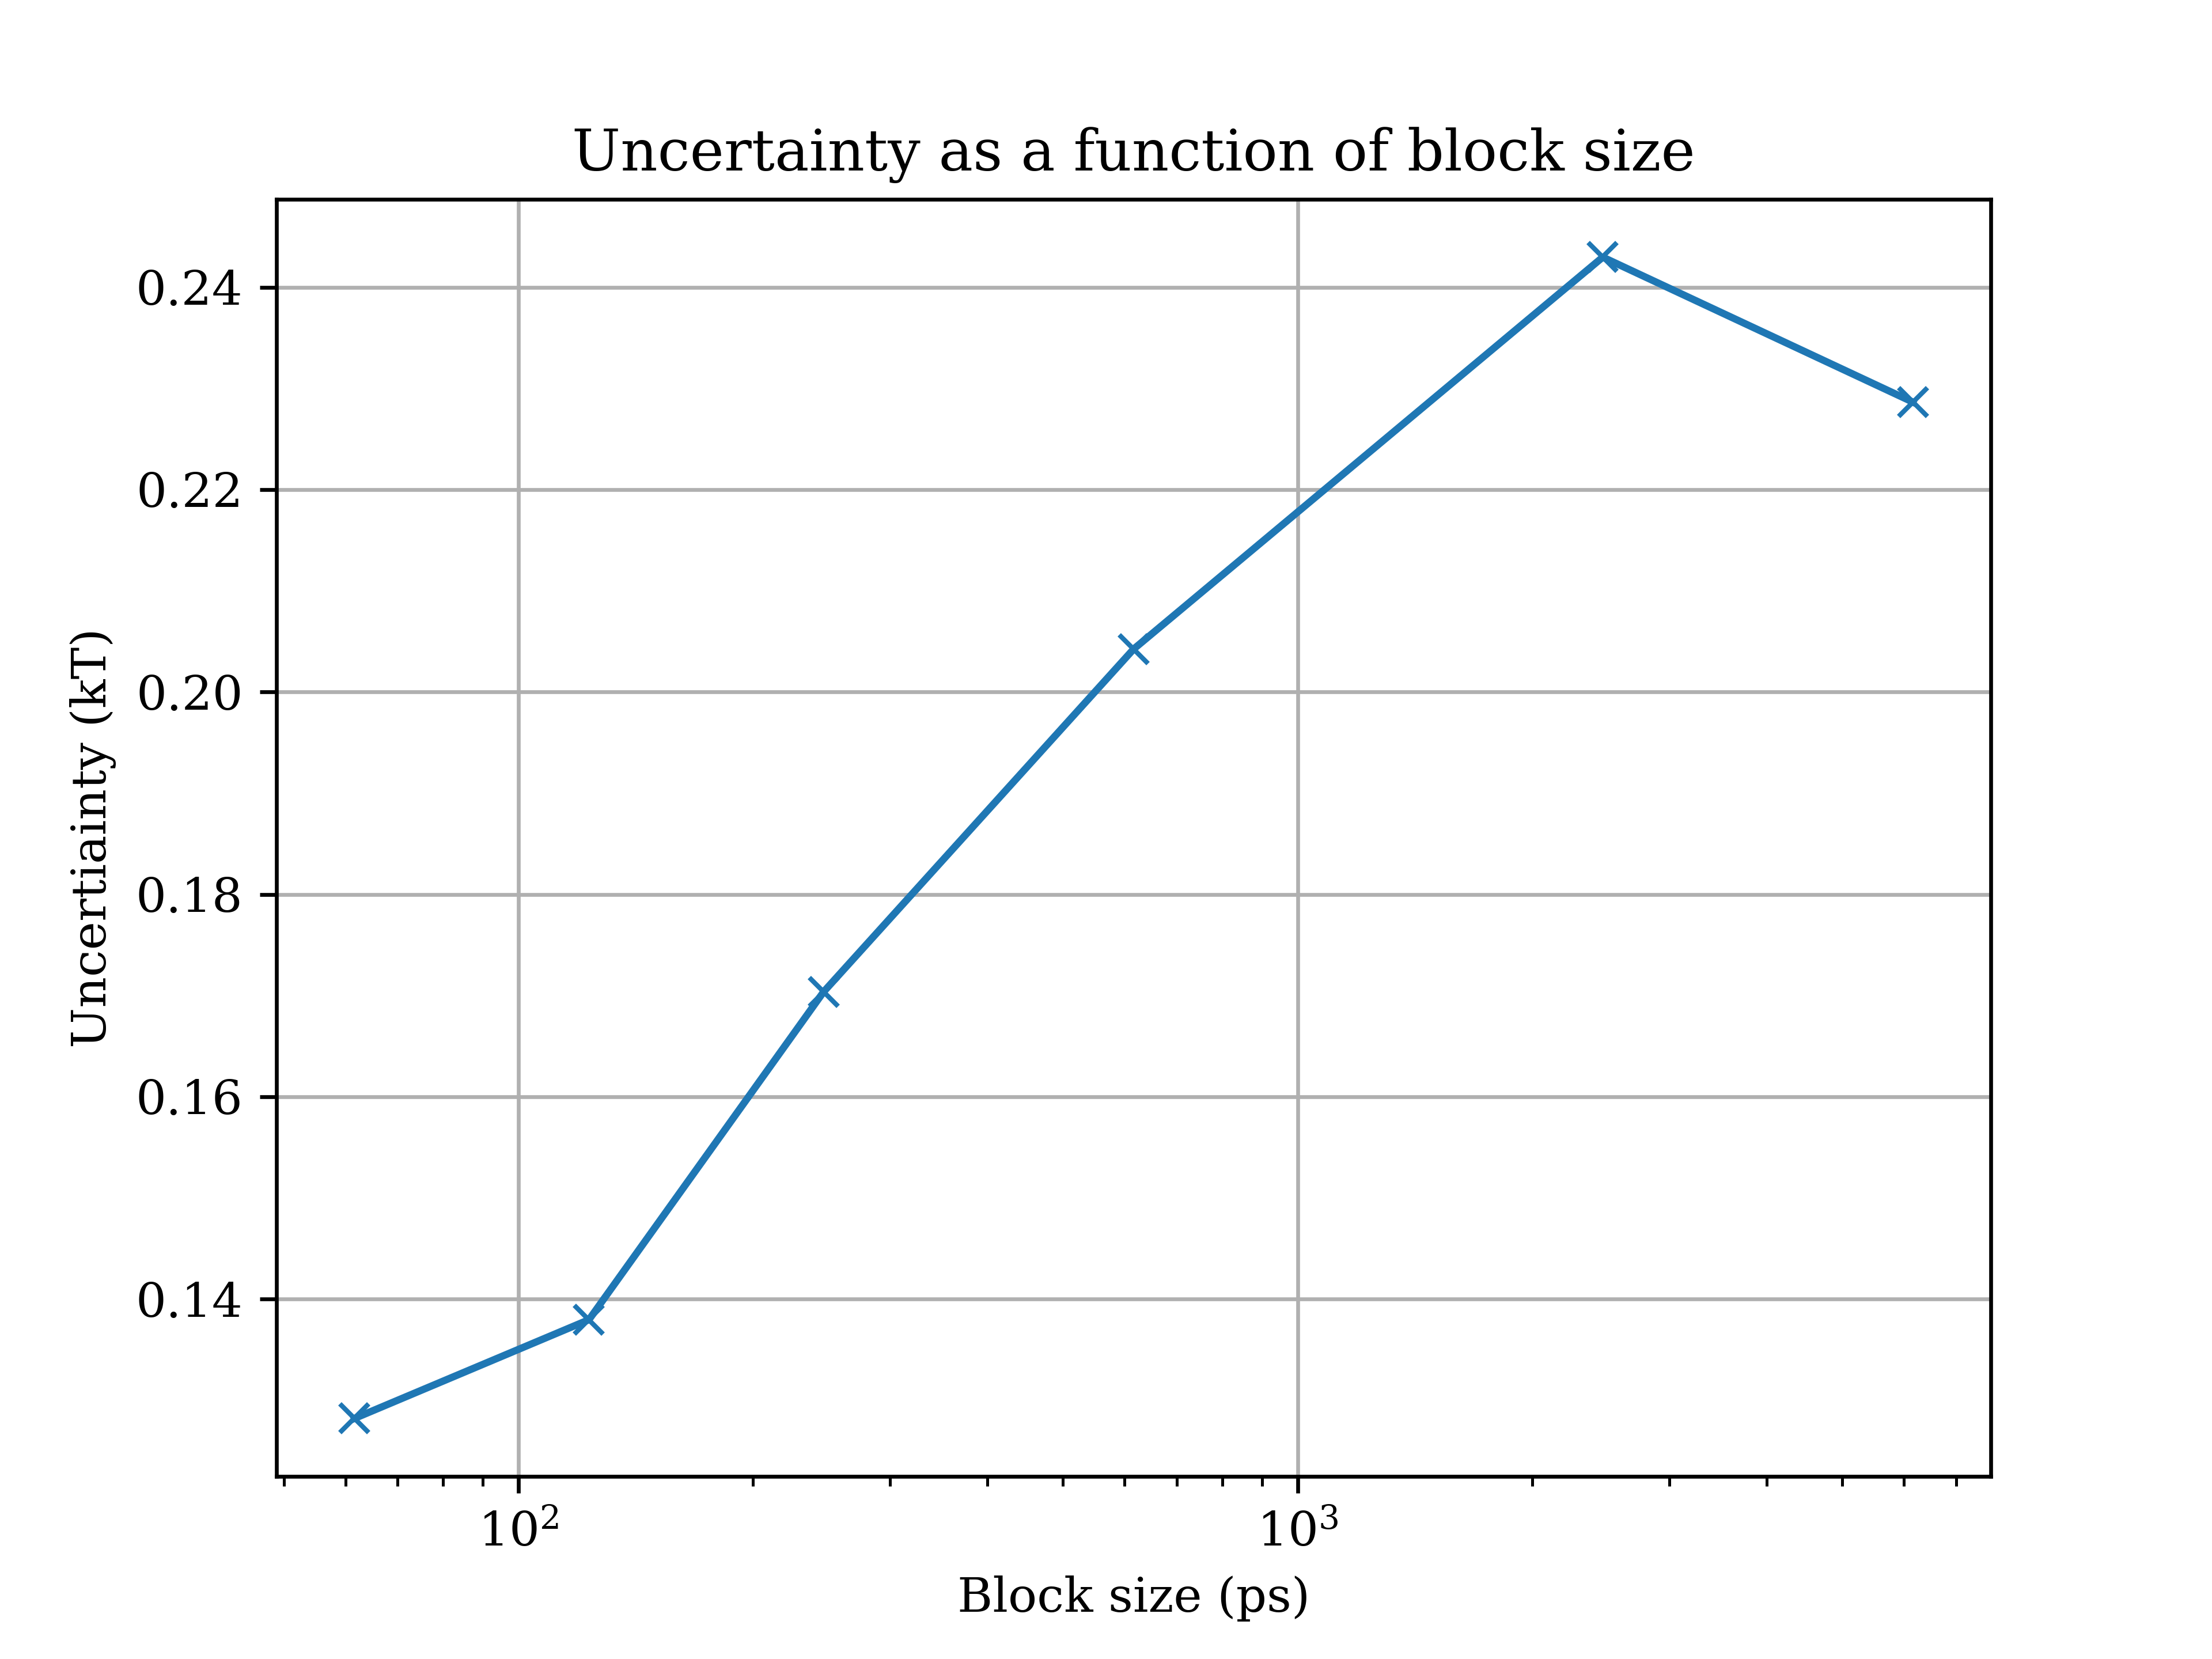 Uncertainty as a function of block size
0.24
0.22
0.20
0.18
0.16
0.14
Uncertiainty (kT)
10²
10³
Block size (ps)